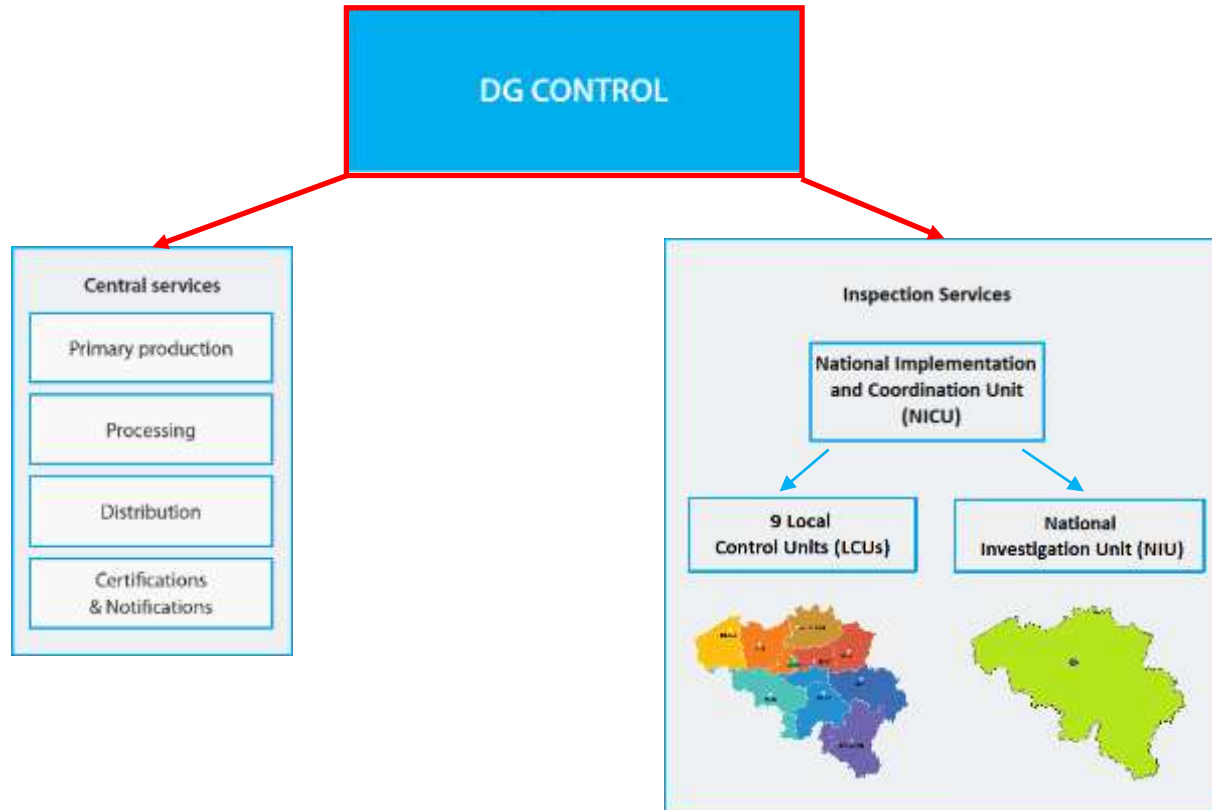 DG CONTROL
Central services
Primary production
Processing
Distribution
Certifications
& Notifications
Inspection Services
National Implementation
and Coordination Unit
(NICU)
9 Local
Control Units (LCUs)
National
Investigation Unit (NIU)